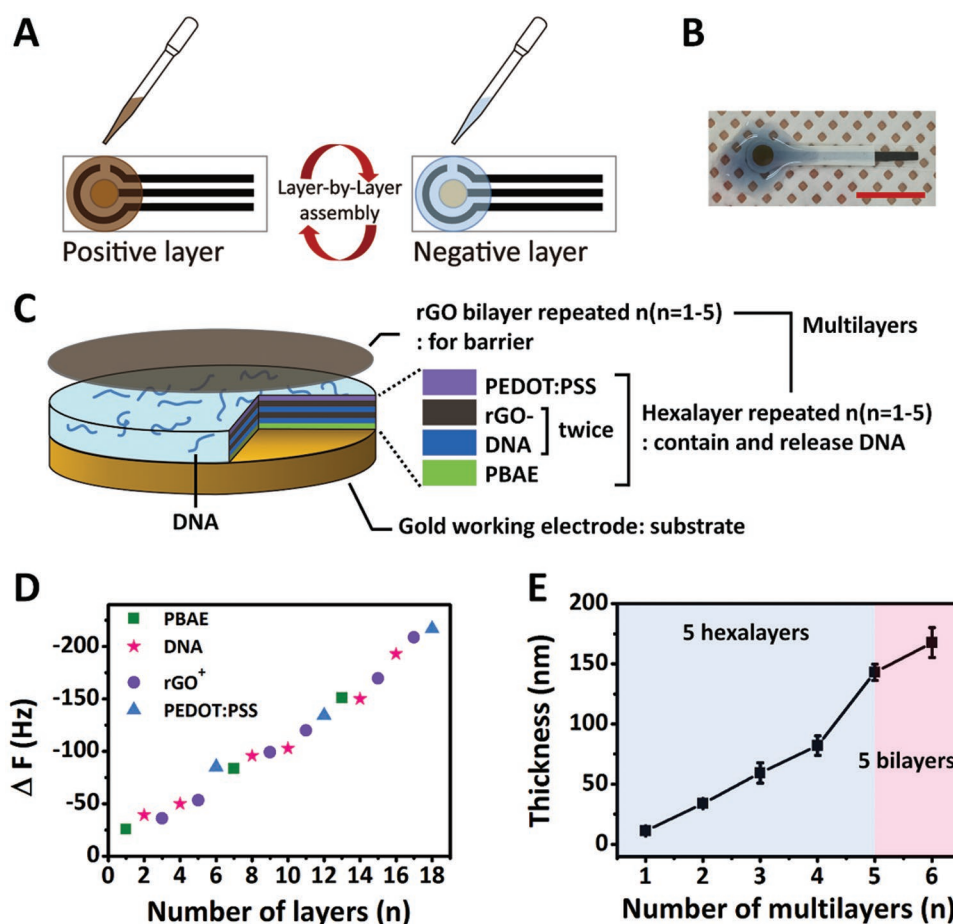 A
B
Layer-by-Layer
assembly
Positive layer
Negative layer
C
rGO bilayer repeated n(n=1-5)
: for barrier
Multilayers
PEDOT:PSS
rGO-
DNA
twice
PBAE
Hexalayer repeated n(n=1-5)
: contain and release DNA
DNA
Gold working electrode: substrate
D
PBAE
DNA
rGO⁺
PEDOT:PSS
-200
-150
-100
-50
0
Δ F (Hz)
0 2 4 6 8 10 12 14 16 18
Number of layers (n)
E
5 hexalayers
5 bilayers
200
150
100
50
0
Thickness (nm)
1 2 3 4 5 6
Number of multilayers (n)